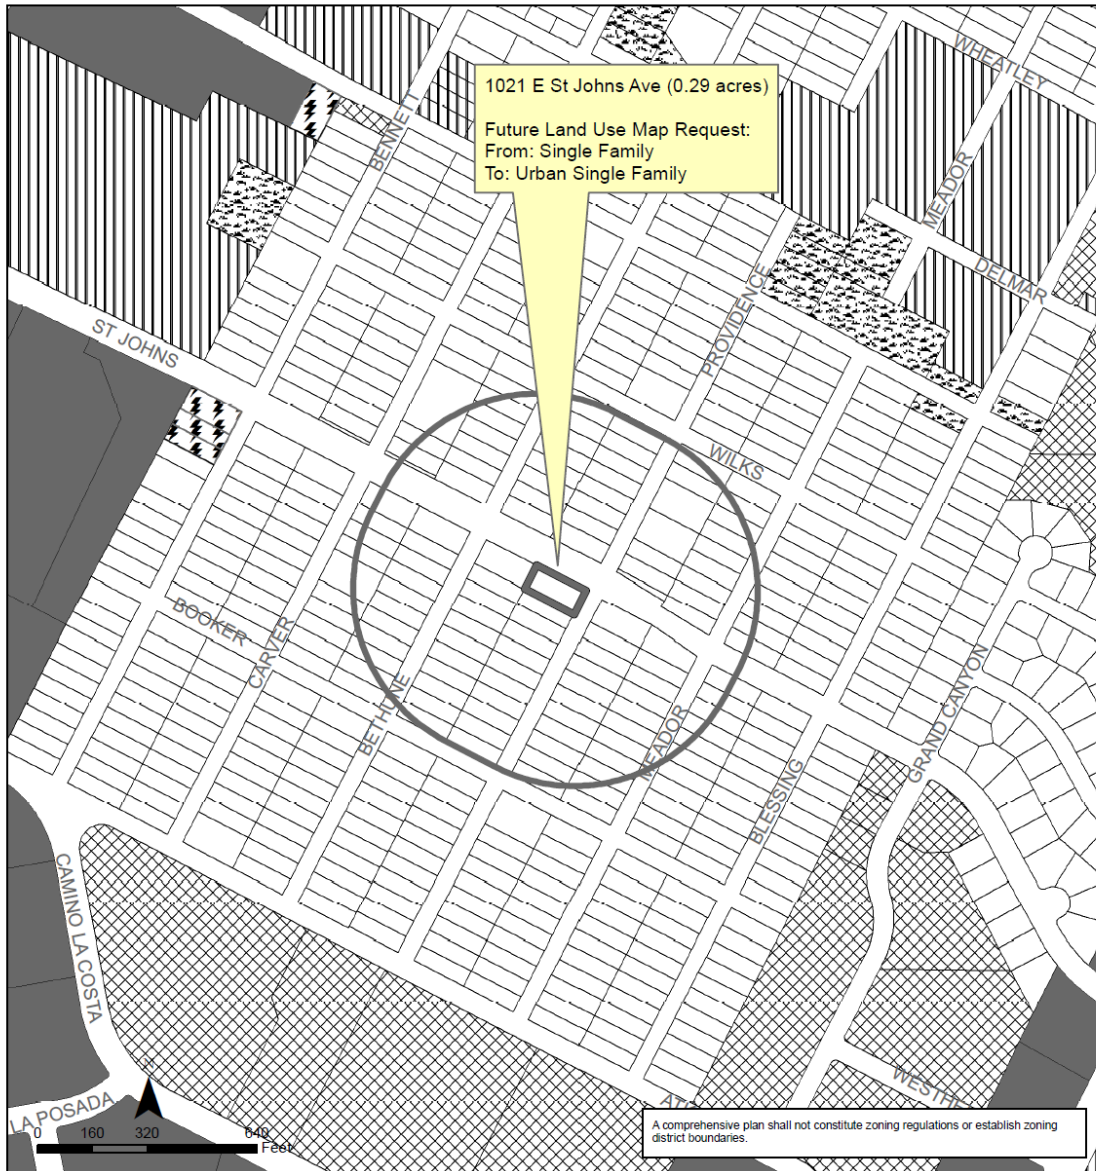 WHEATLEY
1021 E St Johns Ave (0.29 acres)
Future Land Use Map Request:
From: Single Family
To: Urban Single Family
BENNETT
MEADOR
DELMAR
PROVIDENCE
ST JOHNS
WILKS
BOOKER
CARVER
BETHUNE
MEADOR
BLESSING
GRAND CANYON
CAMINO LA COSTA
LA POSADA
N
0 160 320 640
Feet
A comprehensive plan shall not constitute zoning regulations or establish zoning
district boundaries.